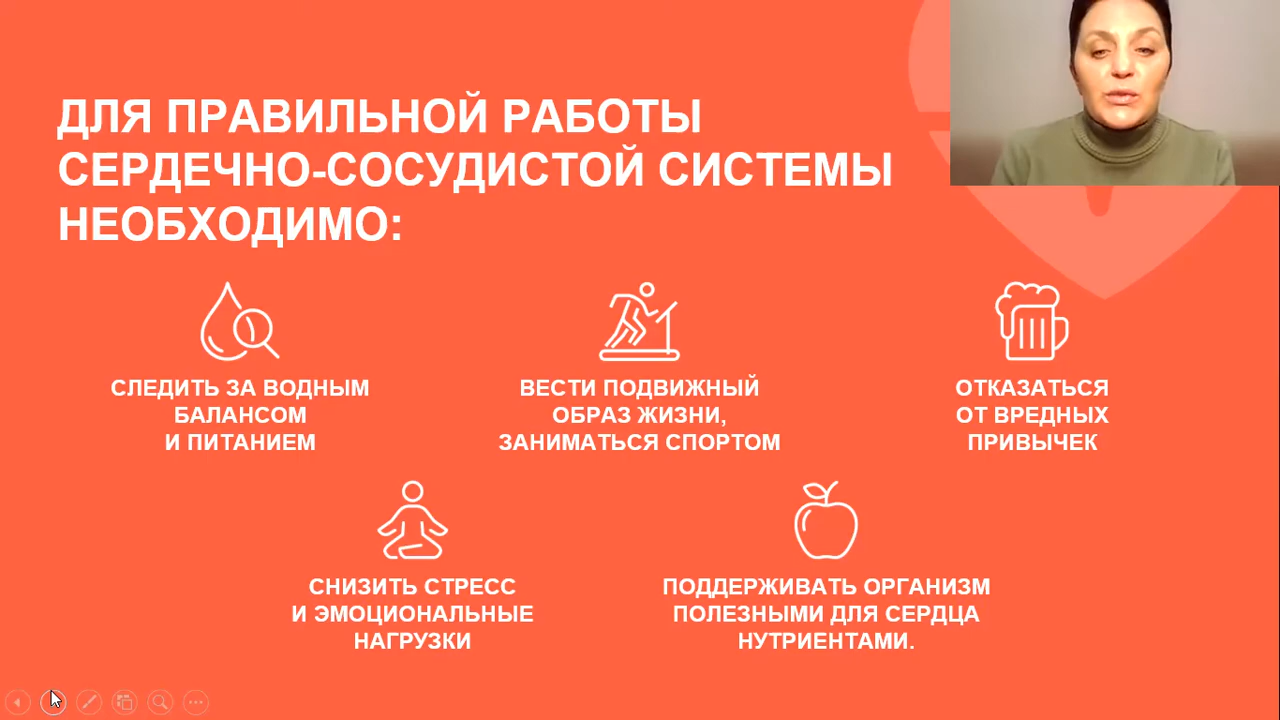 ДЛЯ ПРАВИЛЬНОЙ РАБОТЫ
СЕРДЕЧНО-СОСУДИСТОЙ СИСТЕМЫ
НЕОБХОДИМО:
СЛЕДИТЬ ЗА ВОДНЫМ
БАЛАНСОМ
И ПИТАНИЕМ
ВЕСТИ ПОДВИЖНЫЙ
ОБРАЗ ЖИЗНИ,
ЗАНИМАТЬСЯ СПОРТОМ
ОТКАЗАТЬСЯ
ОТ ВРЕДНЫХ
ПРИВЫЧЕК
СНИЗИТЬ СТРЕСС
И ЭМОЦИОНАЛЬНЫЕ
НАГРУЗКИ
ПОДДЕРЖИВАТЬ ОРГАНИЗМ
ПОЛЕЗНЫМИ ДЛЯ СЕРДЦА
НУТРИЕНТАМИ.